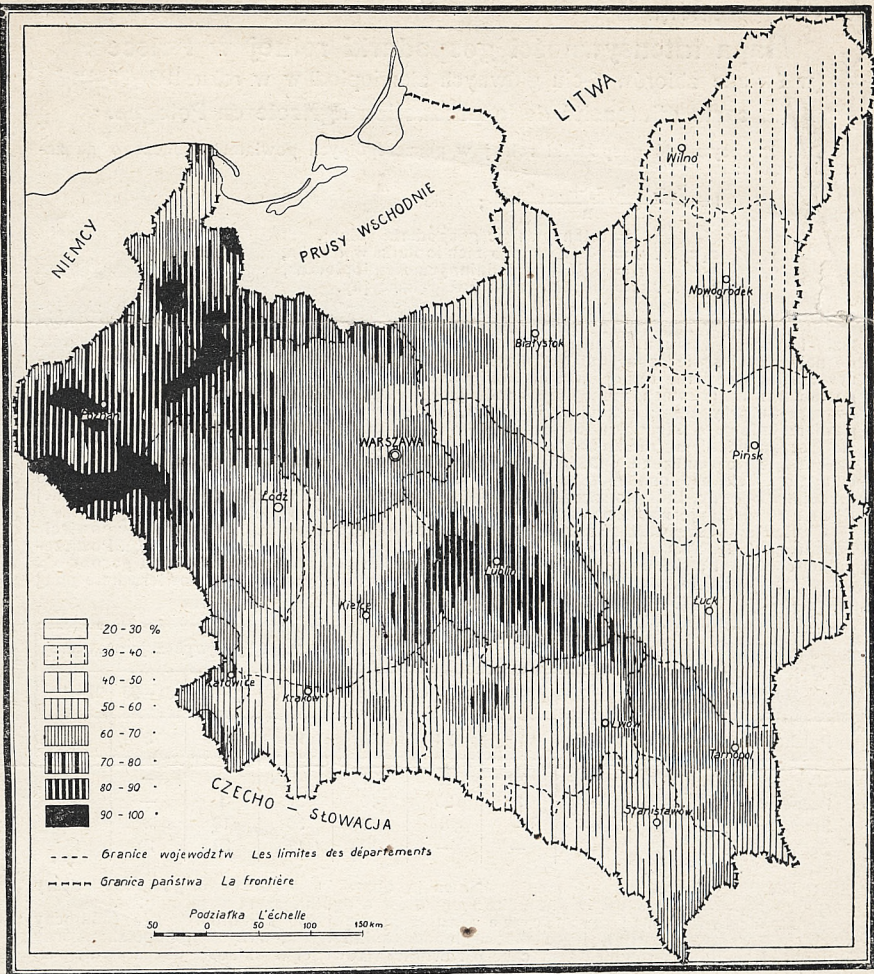 LITWA
Wilno
NIEMCY
PRUSY WSCHODNIE
Nowogródek
Białystok
Poznań
WARSZAWA
Pińsk
Łódź
Lublin
Kielce
Łuck
20 - 30 %
30 - 40 "
40 - 50 "
50 - 60 "
60 - 70 "
70 - 80 "
80 - 90 "
90 - 100 "
Katowice
Kraków
Lwów
Tarnopol
Stanisławów
CZECHO - SŁOWACJA
Granice województw Les limites des départements
Granica państwa La frontière
Podziałka L'échelle
50 0 50 100 150 km